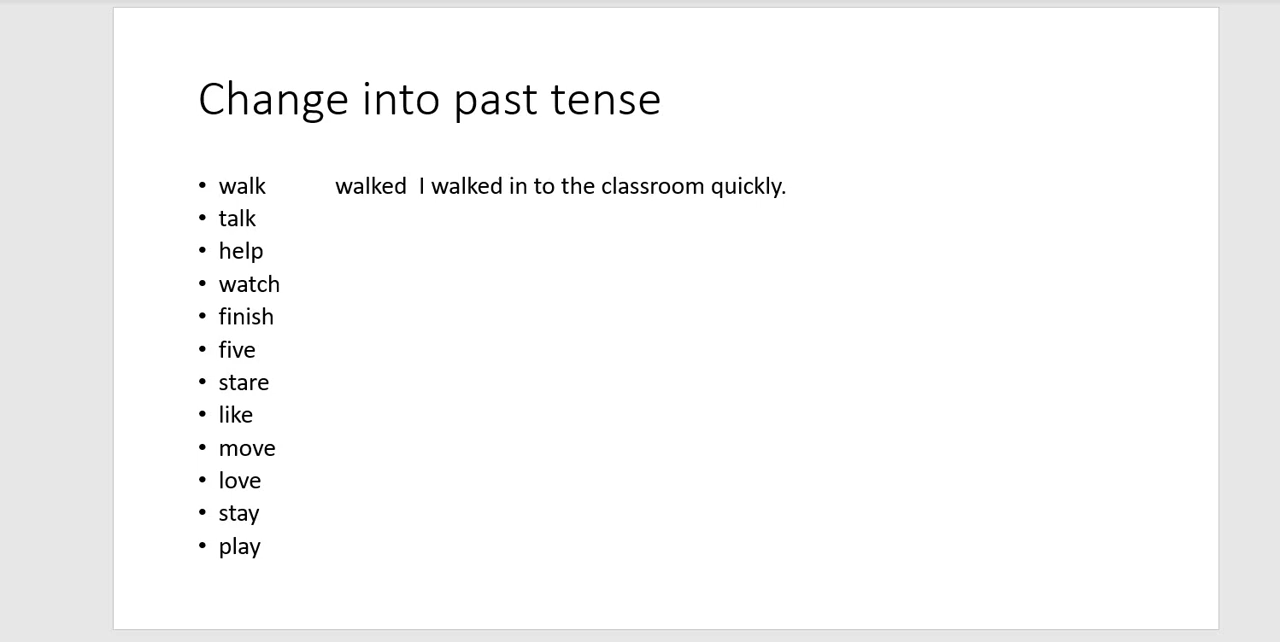 Change into past tense
• walk walked I walked in to the classroom quickly.
• talk
• help
• watch
• finish
• five
• stare
• like
• move
• love
• stay
• play